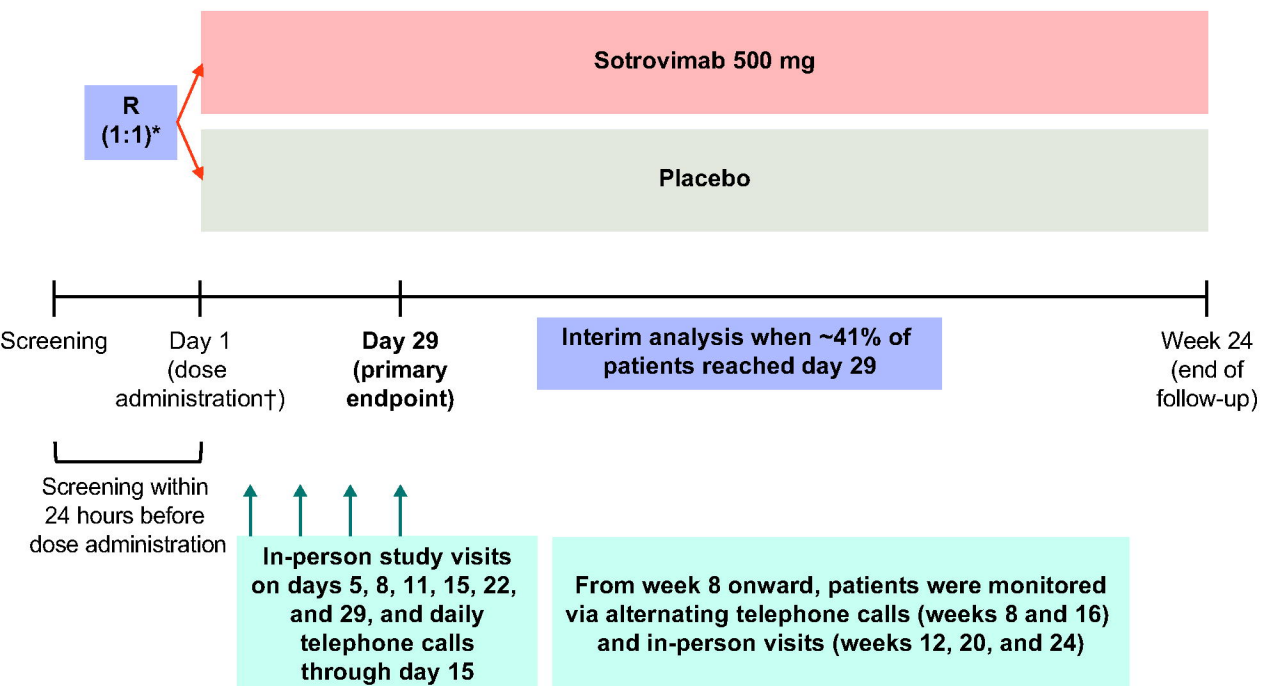 Sotrovimab 500 mg
R
(1:1)*
Placebo
Screening
Day 1
(dose
administration†)
Day 29
(primary
endpoint)
Interim analysis when ~41% of
patients reached day 29
Week 24
(end of
follow-up)
Screening within
24 hours before
dose administration
In-person study visits
on days 5, 8, 11, 15, 22,
and 29, and daily
telephone calls
through day 15
From week 8 onward, patients were monitored
via alternating telephone calls (weeks 8 and 16)
and in-person visits (weeks 12, 20, and 24)